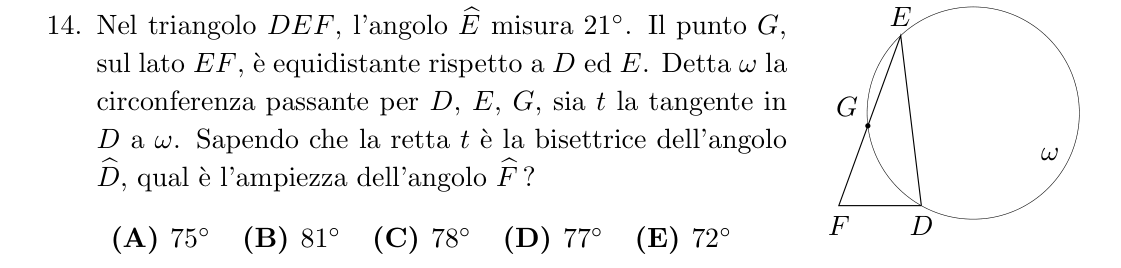 14. Nel triangolo DEF, l'angolo Ê misura 21°. Il punto G,
sul lato EF, è equidistante rispetto a D ed E. Detta ω la
circonferenza passante per D, E, G, sia t la tangente in
D a ω. Sapendo che la retta t è la bisettrice dell'angolo
D̂, qual è l'ampiezza dell'angolo F̂ ?
(A) 75° (B) 81° (C) 78° (D) 77° (E) 72°
E
G
ω
F D